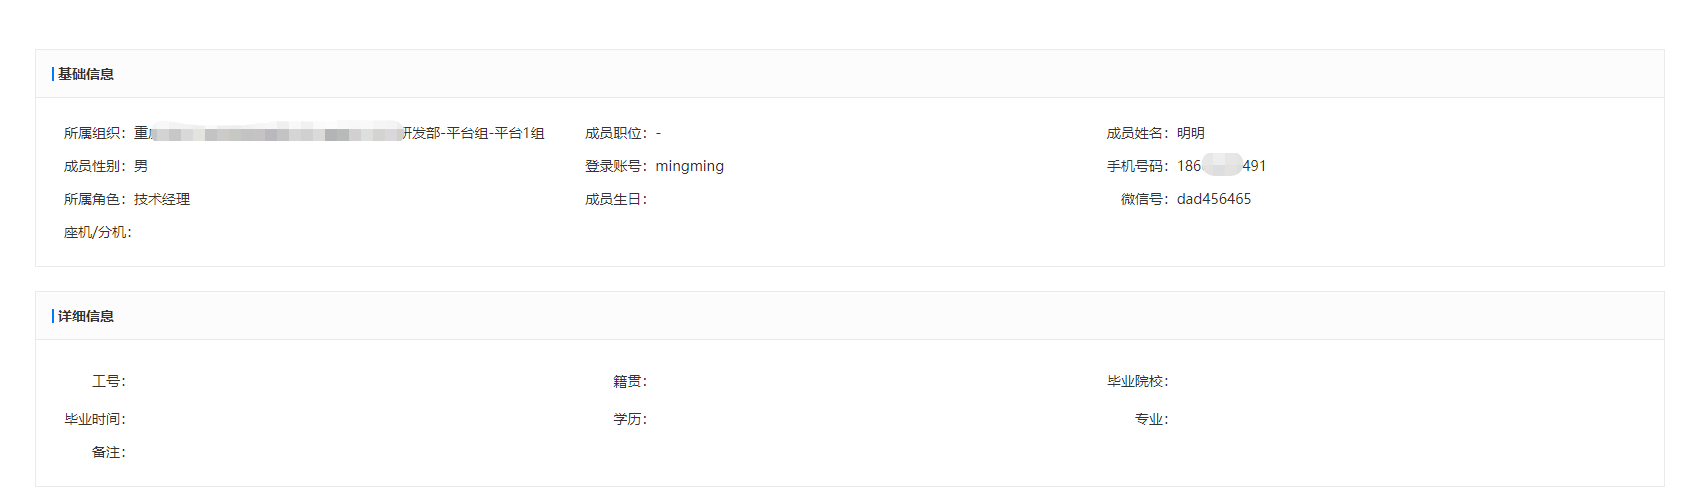 基础信息
所属组织：重 研发部-平台组-平台1组 成员职位：- 成员姓名：明明
成员性别：男 登录账号：mingming 手机号码：186 491
所属角色：技术经理 成员生日： 微信号：dad456465
座机/分机：
详细信息
工号： 籍贯： 毕业院校：
毕业时间： 学历： 专业：
备注：